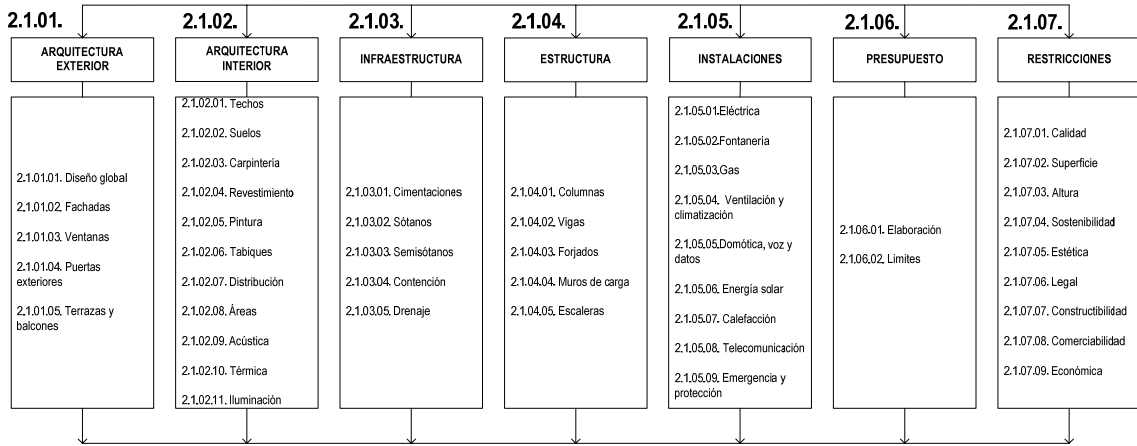 2.1.01.
ARQUITECTURA
EXTERIOR
2.1.01.01. Diseño global
2.1.01.02. Fachadas
2.1.01.03. Ventanas
2.1.01.04. Puertas
exteriores
2.1.01.05. Terrazas y
balcones
2.1.02.
ARQUITECTURA
INTERIOR
2.1.02.01. Techos
2.1.02.02. Suelos
2.1.02.03. Carpintería
2.1.02.04. Revestimiento
2.1.02.05. Pintura
2.1.02.06. Tabiques
2.1.02.07. Distribución
2.1.02.08. Áreas
2.1.02.09. Acústica
2.1.02.10. Térmica
2.1.02.11. Iluminación
2.1.03.
INFRAESTRUCTURA
2.1.03.01. Cimentaciones
2.1.03.02. Sótanos
2.1.03.03. Semisótanos
2.1.03.04. Contención
2.1.03.05. Drenaje
2.1.04.
ESTRUCTURA
2.1.04.01. Columnas
2.1.04.02. Vigas
2.1.04.03. Forjados
2.1.04.04. Muros de carga
2.1.04.05. Escaleras
2.1.05.
INSTALACIONES
2.1.05.01.Eléctrica
2.1.05.02.Fontanería
2.1.05.03.Gas
2.1.05.04. Ventilación y
climatización
2.1.05.05.Domótica, voz y
datos
2.1.05.06. Energía solar
2.1.05.07. Calefacción
2.1.05.08. Telecomunicación
2.1.05.09. Emergencia y
protección
2.1.06.
PRESUPUESTO
2.1.06.01. Elaboración
2.1.06.02. Limites
2.1.07.
RESTRICCIONES
2.1.07.01. Calidad
2.1.07.02. Superficie
2.1.07.03. Altura
2.1.07.04. Sostenibilidad
2.1.07.05. Estética
2.1.07.06. Legal
2.1.07.07. Constructibilidad
2.1.07.08. Comerciabilidad
2.1.07.09. Económica